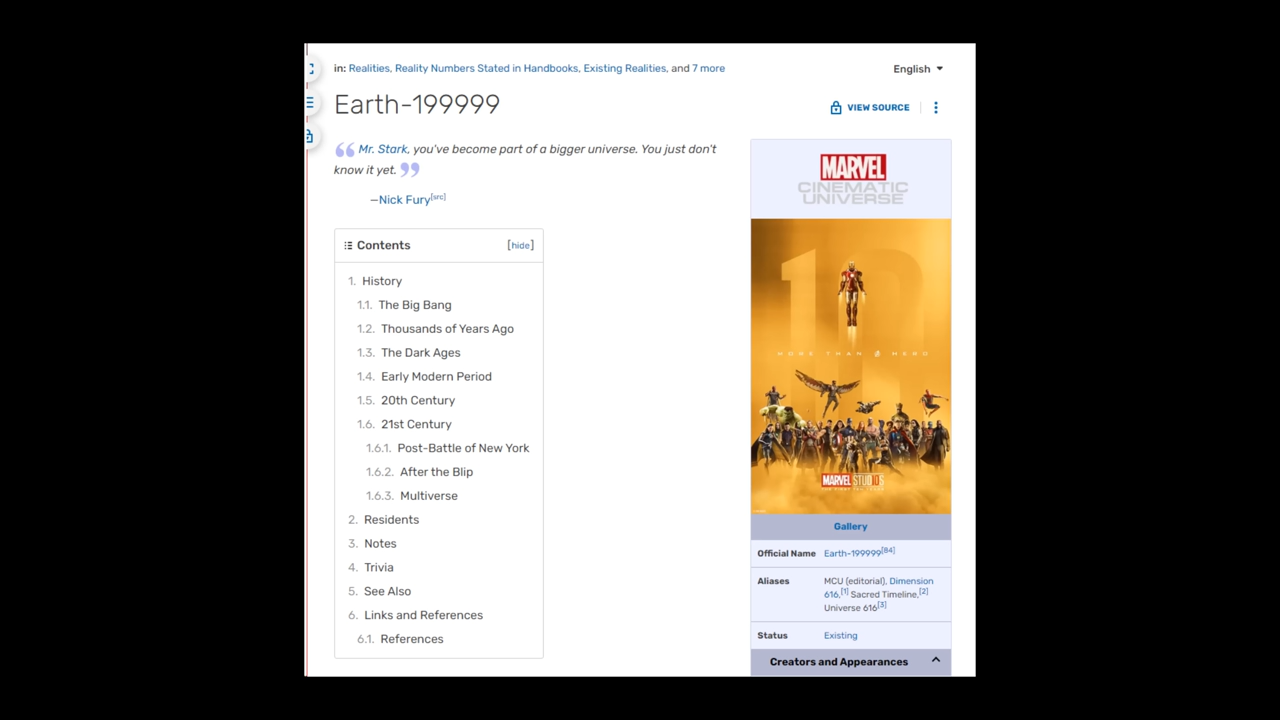 in: Realities, Reality Numbers Stated in Handbooks, Existing Realities, and 7 more
English
Earth-199999
VIEW SOURCE
Mr. Stark, you've become part of a bigger universe. You just don't
know it yet.
—Nick Fury[src]
Contents [hide]
1. History
1.1. The Big Bang
1.2. Thousands of Years Ago
1.3. The Dark Ages
1.4. Early Modern Period
1.5. 20th Century
1.6. 21st Century
1.6.1. Post-Battle of New York
1.6.2. After the Blip
1.6.3. Multiverse
2. Residents
3. Notes
4. Trivia
5. See Also
6. Links and References
6.1. References
MARVEL
CINEMATIC
UNIVERSE
10
MORE THAN A HERO
MARVEL STUDIOS
Gallery
Official Name Earth-199999[84]
Aliases MCU (editorial), Dimension
616,[1] Sacred Timeline,[2]
Universe 616[3]
Status Existing
Creators and Appearances